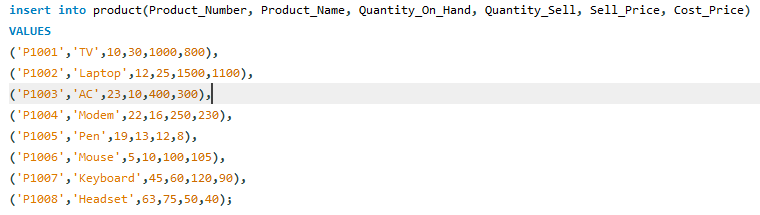 insert into product(Product_Number, Product_Name, Quantity_On_Hand, Quantity_Sell, Sell_Price, Cost_Price)
VALUES
('P1001','TV',10,30,1000,800),
('P1002','Laptop',12,25,1500,1100),
('P1003','AC',23,10,400,300),
('P1004','Modem',22,16,250,230),
('P1005','Pen',19,13,12,8),
('P1006','Mouse',5,10,100,105),
('P1007','Keyboard',45,60,120,90),
('P1008','Headset',63,75,50,40);